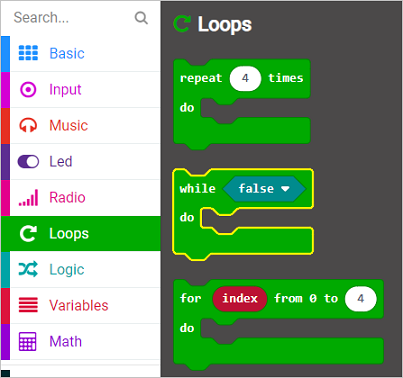 Search...
Basic
Input
Music
Led
Radio
Loops
Logic
Variables
Math
Loops
repeat 4 times
do
while false
do
for index from 0 to 4
do